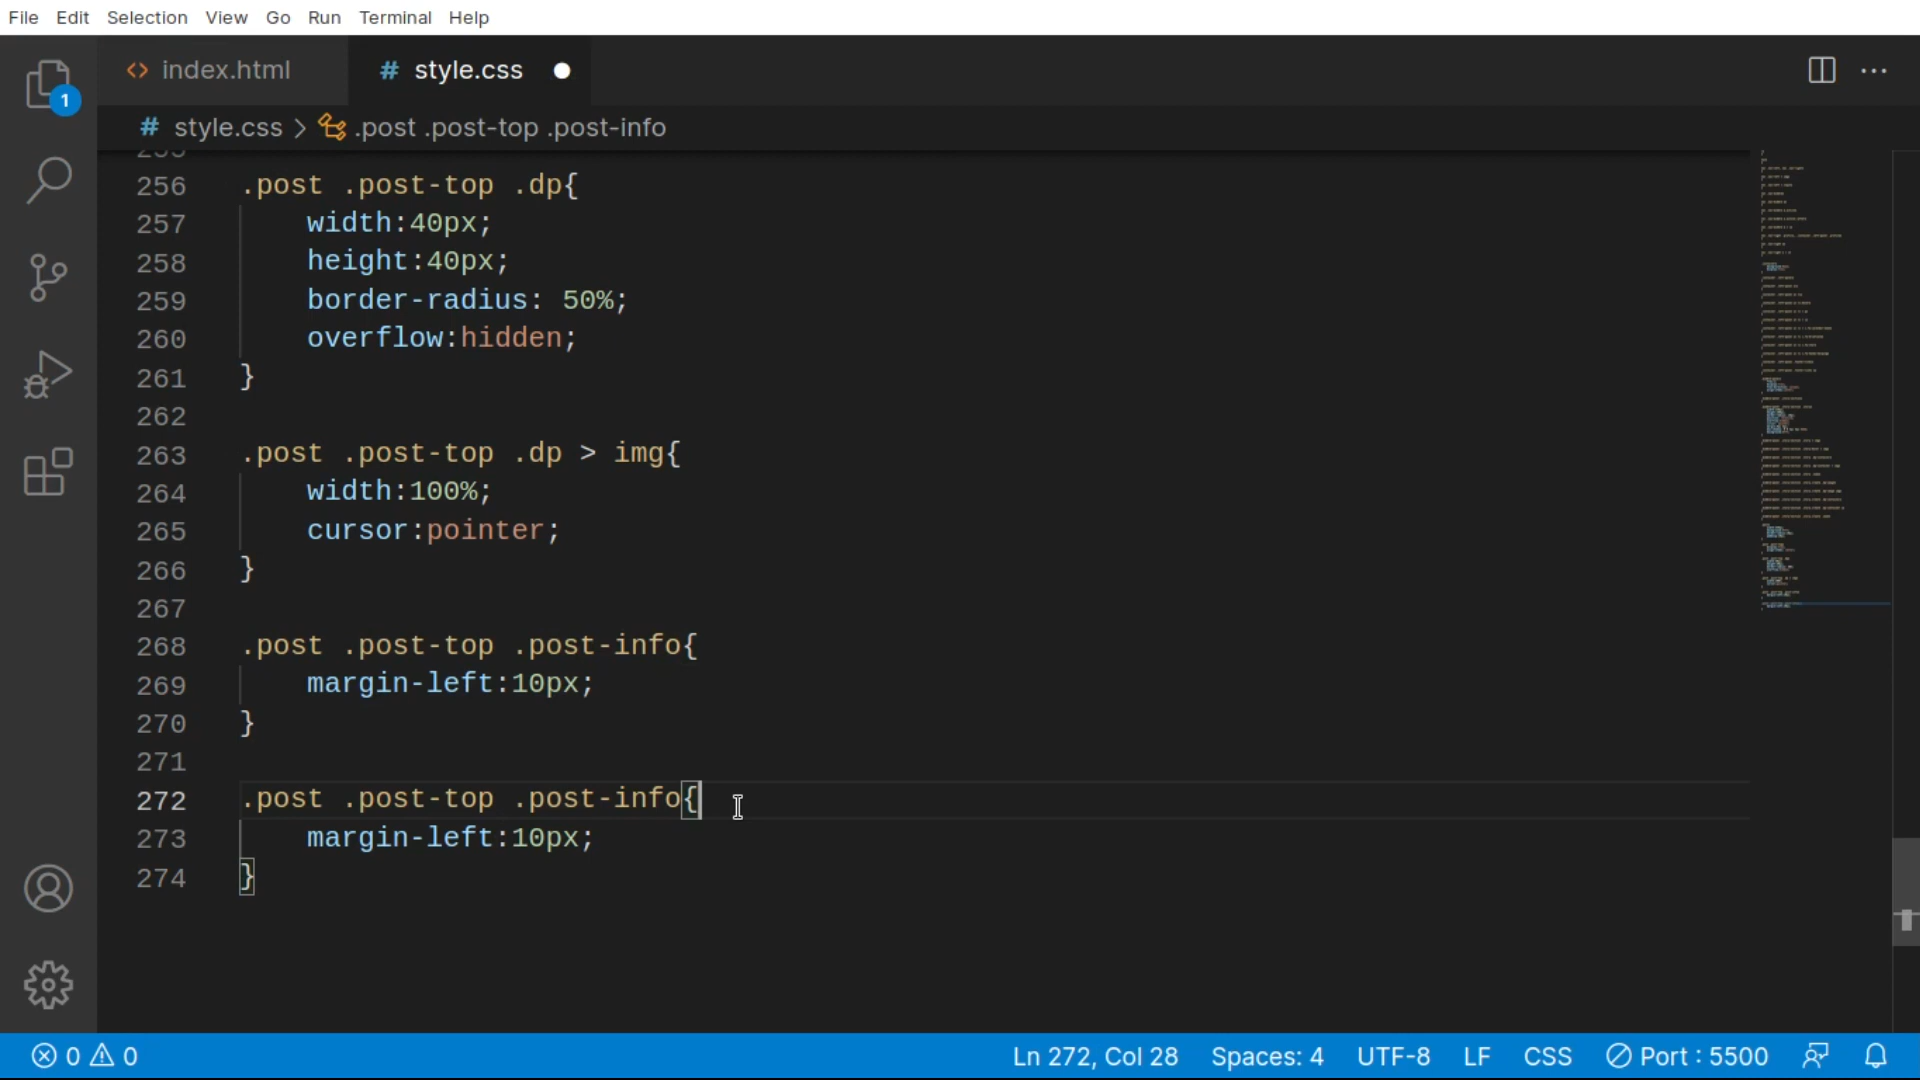 File Edit Selection View Go Run Terminal Help
<> index.html # style.css
1
# style.css > .post .post-top .post-info
256 .post .post-top .dp{
257 width:40px;
258 height:40px;
259 border-radius: 50%;
260 overflow:hidden;
261 }
262
263 .post .post-top .dp > img{
264 width:100%;
265 cursor:pointer;
266 }
267
268 .post .post-top .post-info{
269 margin-left:10px;
270 }
271
272 .post .post-top .post-info{
273 margin-left:10px;
274 }
0 0 Ln 272, Col 28 Spaces: 4 UTF-8 LF CSS Port : 5500